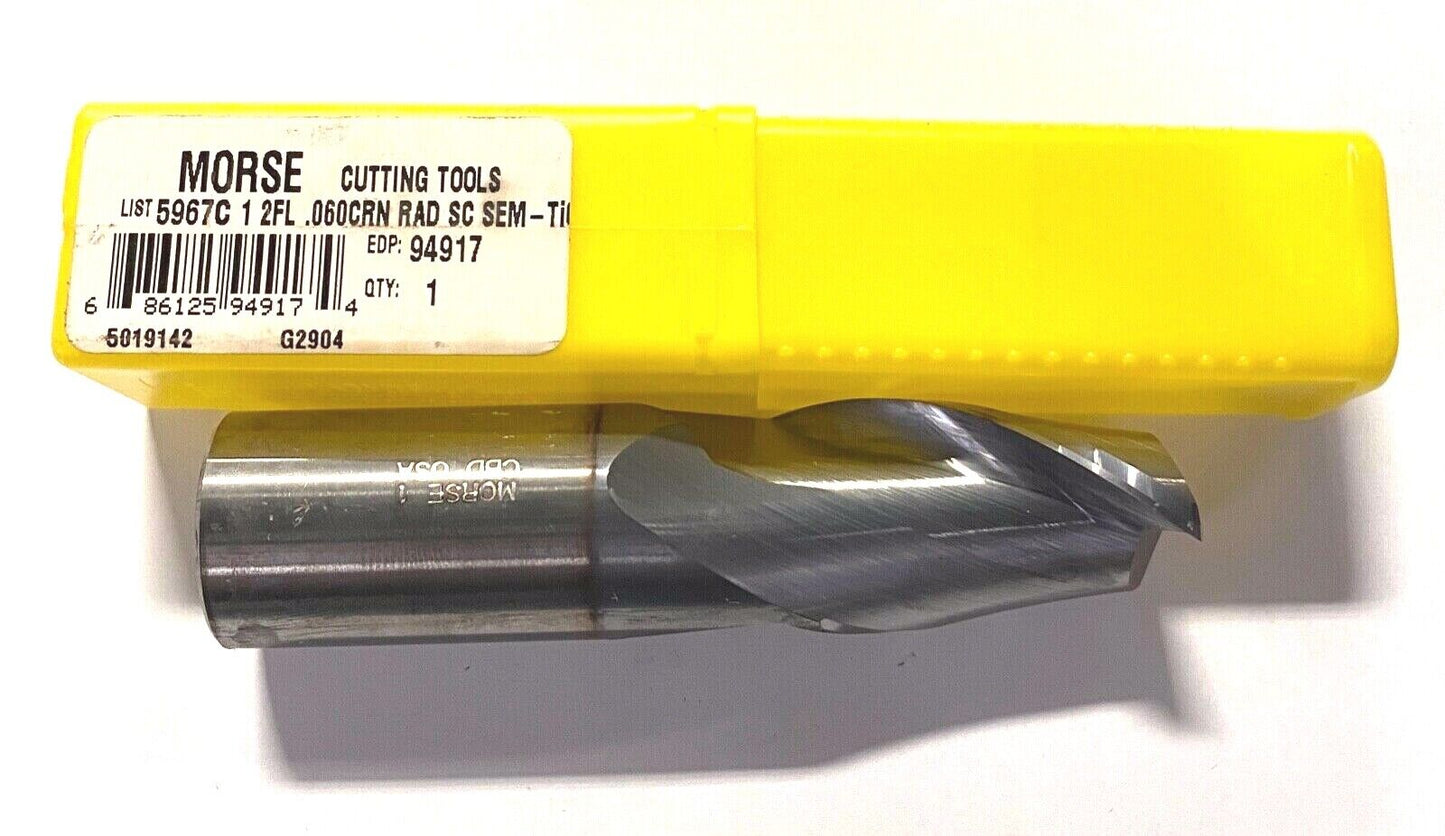 MORSE CUTTING TOOLS
LIST 5967C 1 2FL .060CRN RAD SC SEM-Ti
EDP: 94917
QTY: 1
6 86125 94917 4
5019142 G2904
MORSE 1
CBD USA